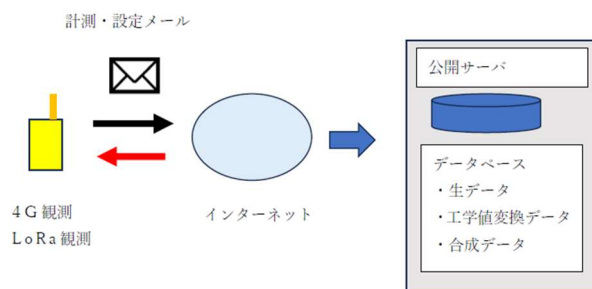 計測・設定メール
公開サーバ
データベース
・生データ
・工学値変換データ
・合成データ
インターネット
4G観測
LoRa観測